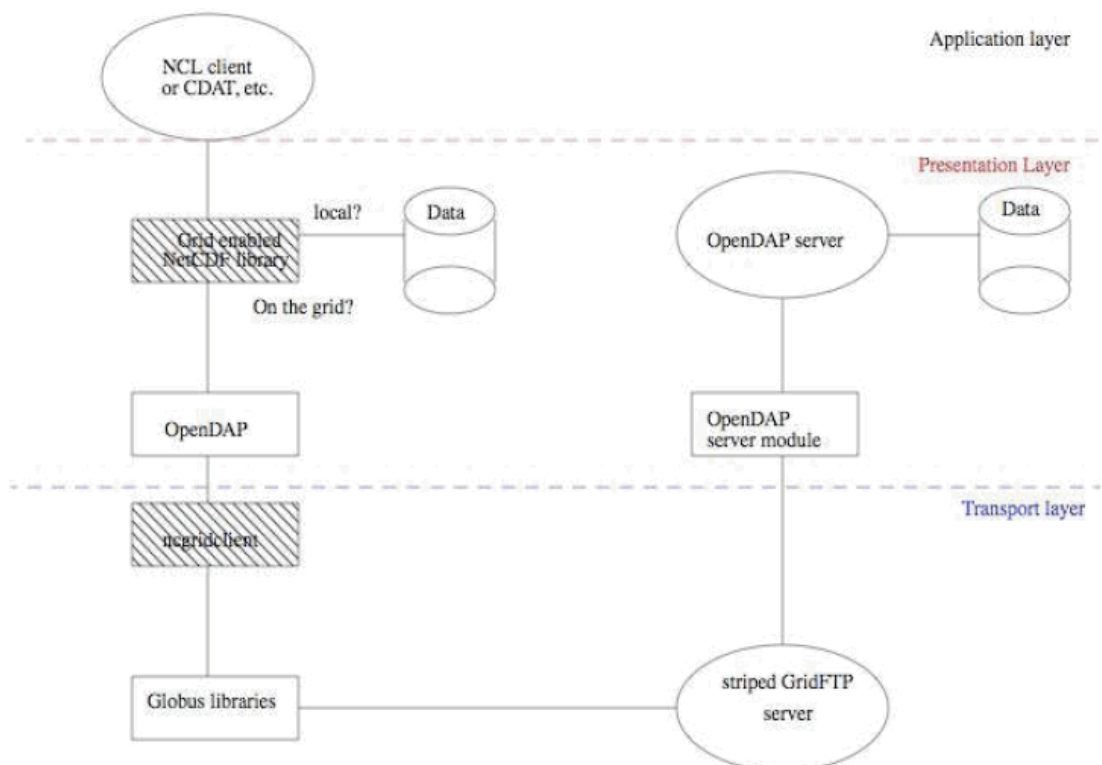 Application layer
NCL client
or CDAT, etc.
Presentation Layer
local?
Data
Data
Grid enabled
NetCDF library
OpenDAP server
On the grid?
OpenDAP
OpenDAP
server module
Transport layer
ncgridclient
Globus libraries
striped GridFTP
server